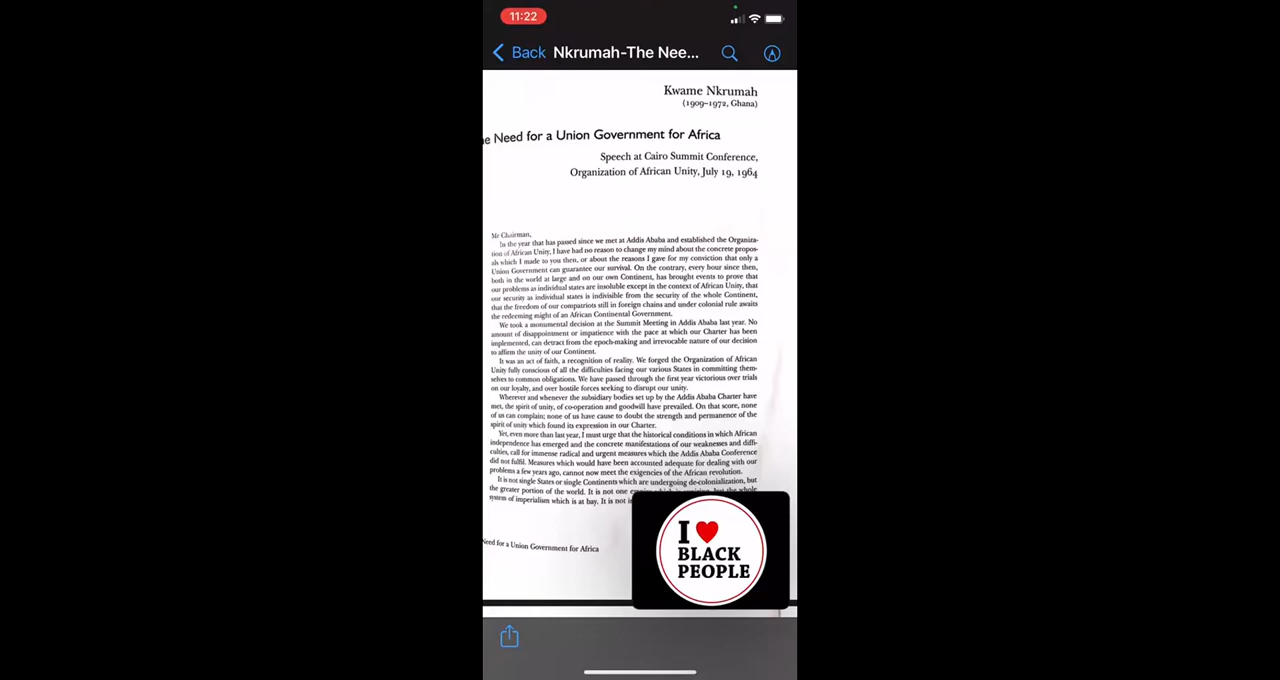 11:22
Back Nkrumah-The Nee...
Kwame Nkrumah
(1909–1972, Ghana)
e Need for a Union Government for Africa
Speech at Cairo Summit Conference,
Organization of African Unity, July 19, 1964
Mr Chairman,
In the year that has passed since we met at Addis Ababa and established the Organiza-
tion of African Unity, I have had no reason to change my mind about the concrete propos-
als which I made to you then, or about the reasons I gave for my conviction that only a
Union Government can guarantee our survival. On the contrary, every hour since then,
both in the world at large and on our own Continent, has brought events to prove that
our problems as individual states are insoluble except in the context of African Unity, that
our security as individual states is indivisible from the security of the whole Continent,
that the freedom of our compatriots still in foreign chains and under colonial rule awaits
the redeeming might of an African Continental Government.
We took a monumental decision at the Summit Meeting in Addis Ababa last year. No
amount of disappointment or impatience with the pace at which our Charter has been
implemented, can detract from the epoch-making and irrevocable nature of our decision
to affirm the unity of our Continent.
It was an act of faith, a recognition of reality. We forged the Organization of African
Unity fully conscious of all the difficulties facing our various States in committing them-
selves to common obligations. We have passed through the first year victorious over trials
on our loyalty, and over hostile forces seeking to disrupt our unity.
Wherever and whenever the subsidiary bodies set up by the Addis Ababa Charter have
met, the spirit of unity, of co-operation and goodwill have prevailed. On that score, none
of us can complain; none of us have cause to doubt the strength and permanence of the
spirit of unity which found its expression in our Charter.
Yet, even more than last year, I must urge that the historical conditions in which African
independence has emerged and the concrete manifestations of our weaknesses and diffi-
culties, call for immense radical and urgent measures which the Addis Ababa Conference
did not fulfil. Measures which would have been accounted adequate for dealing with our
problems a few years ago, cannot now meet the exigencies of the African revolution.
It is not single States or single Continents which are undergoing de-colonialization, but
the greater portion of the world. It is not one but the whole
system of imperialism which is at bay. It is not
Need for a Union Government for Africa
I ❤ BLACK
PEOPLE